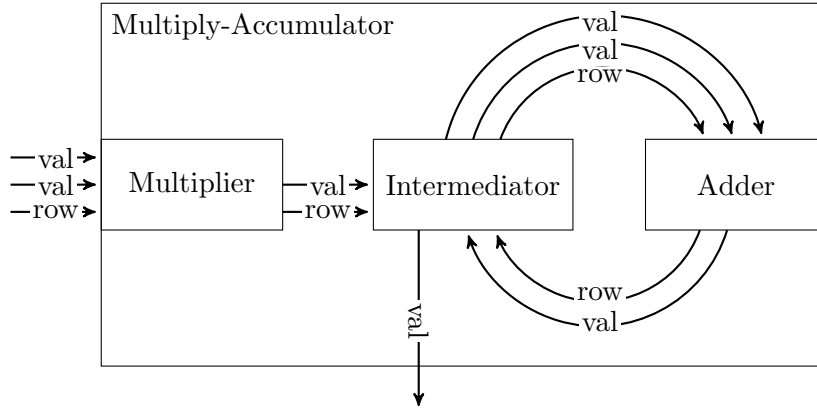 Multiply-Accumulator
val
val
row
val
val
row
Multiplier
val
row
Intermediator
Adder
row
val
val